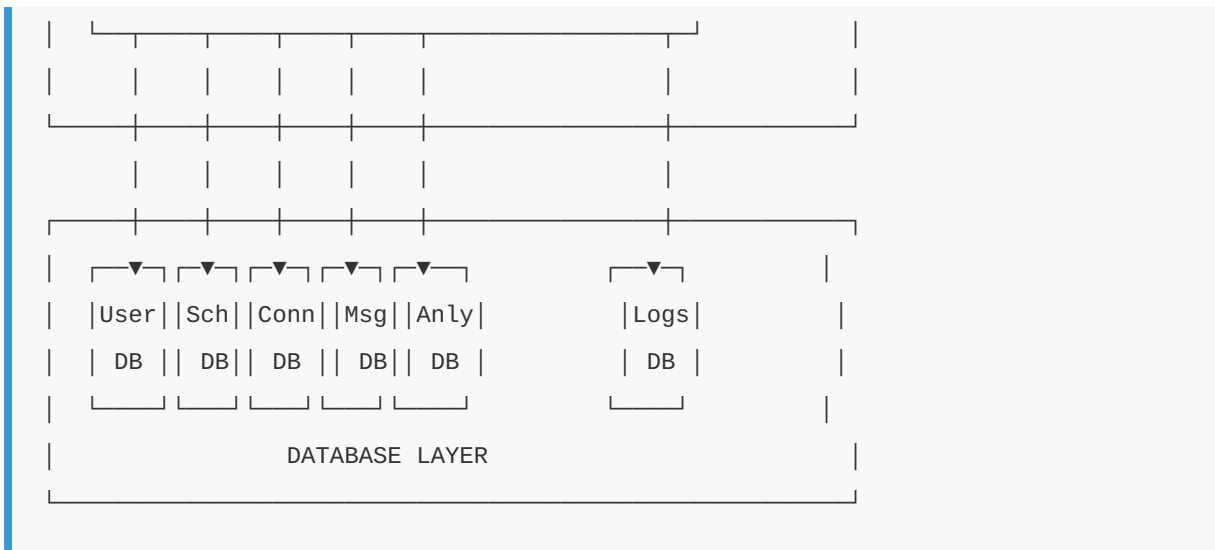 User Sch Conn Msg Anly Logs
DB DB DB DB DB DB
DATABASE LAYER